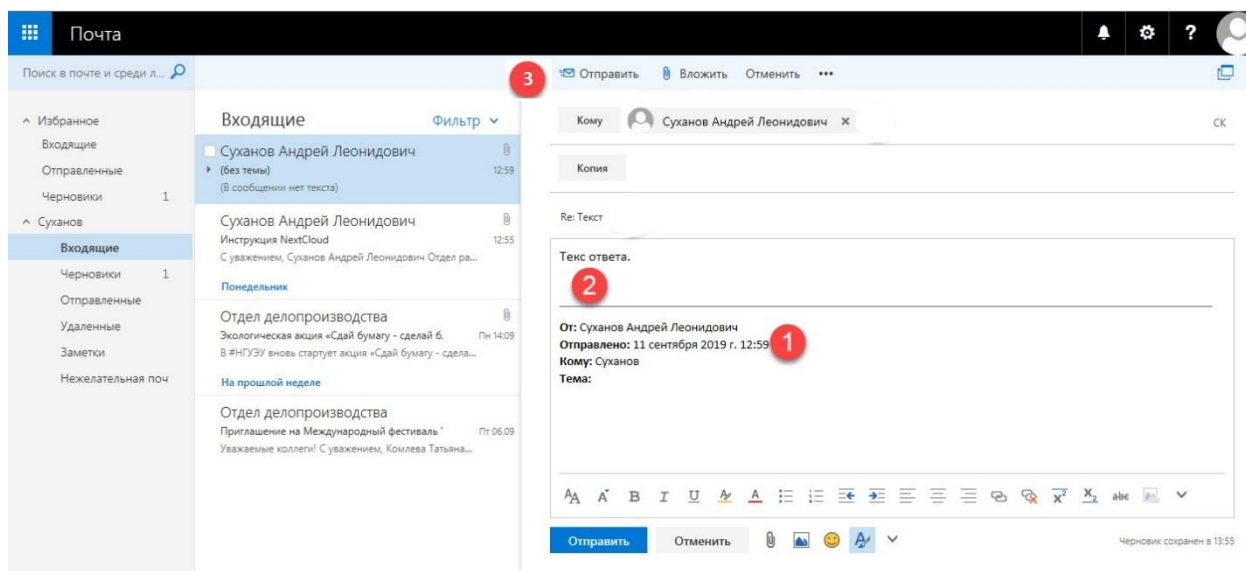 Почта
?
Поиск в почте и среди л...
3
Отправить
Вложить
Отменить
•••
Избранное
Входящие
Отправленные
Черновики 1
Суханов
Входящие
Черновики 1
Отправленные
Удаленные
Заметки
Нежелательная поч
Входящие Фильтр
Суханов Андрей Леонидович
(без темы) 12:59
(В сообщении нет текста)
Суханов Андрей Леонидович
Инструкция NextCloud 12:55
С уважением, Суханов Андрей Леонидович Отдел ра...
Понедельник
Отдел делопроизводства
Экологическая акция «Сдай бумагу - сделай б. Пн 14:09
В #НГУЭУ вновь стартует акция «Сдай бумагу - сдела...
На прошлой неделе
Отдел делопроизводства
Приглашение на Международный фестиваль ' Пт 06.09
Уважаемые коллеги! С уважением, Комлева Татьяна...
Кому Суханов Андрей Леонидович × СК
Копия
Re: Текст
Текс ответа.
2
От: Суханов Андрей Леонидович
Отправлено: 11 сентября 2019 г. 12:59
1
Кому: Суханов
Тема:
Отправить Отменить Черновик сохранен в 13:55